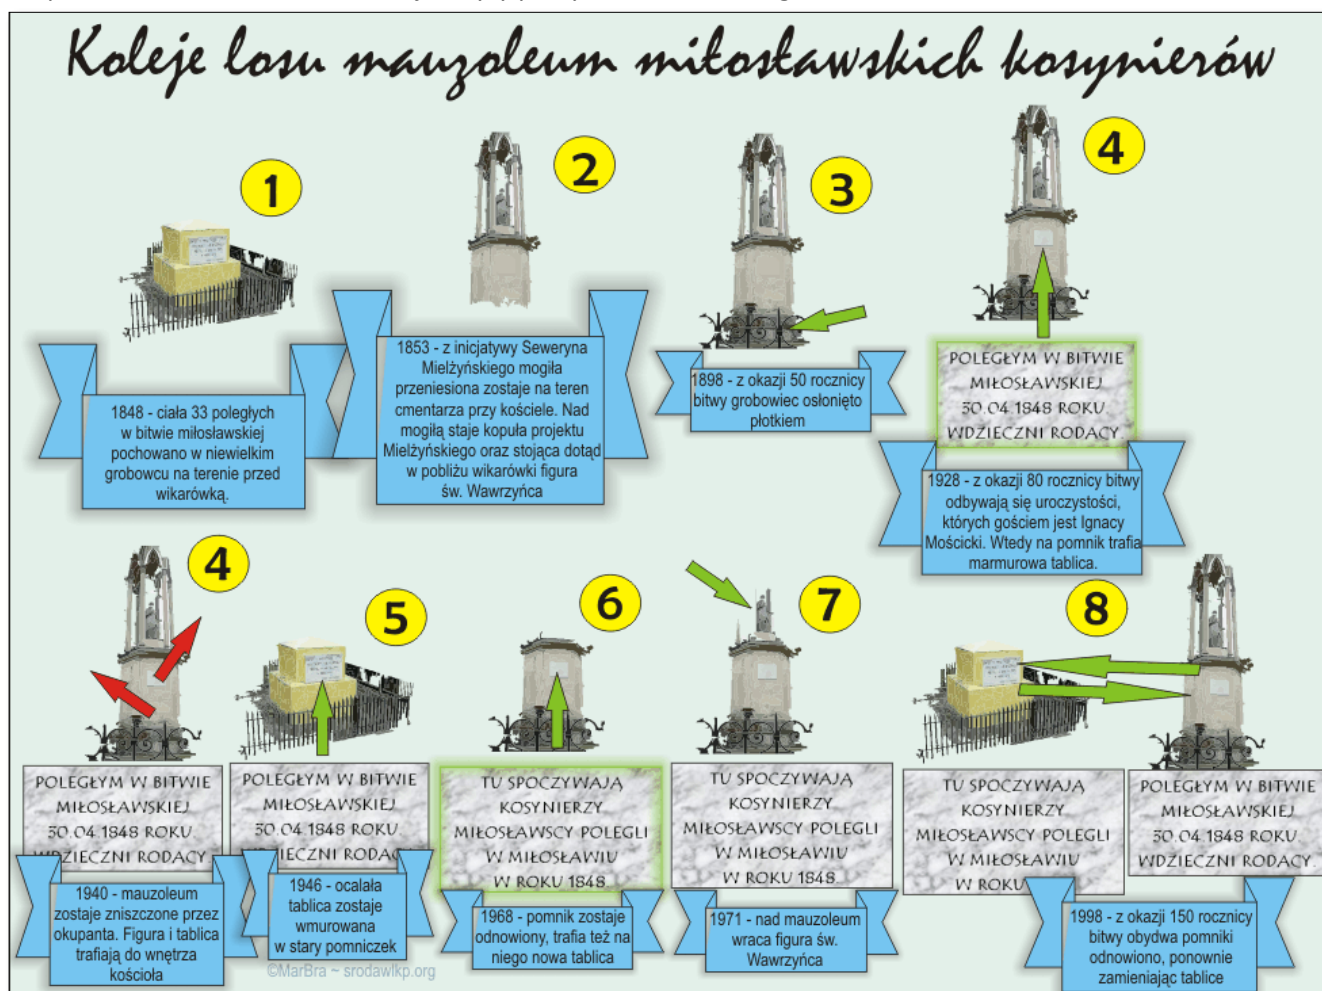 Koleje losu mauzoleum miłosławskich kosynierów
1
1848 - ciała 33 poległych
w bitwie miłosławskiej
pochowano w niewielkim
grobowcu na terenie przed
wikarówką.
2
1853 - z inicjatywy Seweryna
Mielżyńskiego mogiła
przeniesiona zostaje na teren
cmentarza przy kościele. Nad
mogiłą staje kopuła projektu
Mielżyńskiego oraz stojąca dotąd
w pobliżu wikarówki figura
św. Wawrzyńca
3
1898 - z okazji 50 rocznicy
bitwy grobowiec osłonięto
płotkiem
4
POLEGŁYM W BITWIE
MIŁOSŁAWSKIEJ
30.04.1848 ROKU
WDZIECZNI RODACY.
1928 - z okazji 80 rocznicy bitwy
odbywają się uroczystości,
których gościem jest Ignacy
Mościcki. Wtedy na pomnik trafia
marmurowa tablica.
4
POLEGŁYM W BITWIE
MIŁOSŁAWSKIEJ
30.04.1848 ROKU
WDZIECZNI RODACY
1940 - mauzoleum
zostaje zniszczone przez
okupanta. Figura i tablica
trafiają do wnętrza
kościoła
5
POLEGŁYM W BITWIE
MIŁOSŁAWSKIEJ
30.04.1848 ROKU
WDZIECZNI RODACY.
1946 - ocalała
tablica zostaje
wmurowana
w stary pomniczek
6
TU SPOCZYWAJĄ
KOSYNIERZY
MIŁOSŁAWSCY POLEGLI
W MIŁOSŁAWIU
W ROKU 1848
1968 - pomnik zostaje
odnowiony, trafia też na
niego nowa tablica
7
TU SPOCZYWAJĄ
KOSYNIERZY
MIŁOSŁAWSCY POLEGLI
W MIŁOSŁAWIU
W ROKU 1848
1971 - nad mauzoleum
wraca figura św.
Wawrzyńca
8
TU SPOCZYWAJĄ
KOSYNIERZY
MIŁOSŁAWSCY POLEGLI
W MIŁOSŁAWIU
W ROKU
POLEGŁYM W BITWIE
MIŁOSŁAWSKIEJ
30.04.1848 ROKU
WDZIECZNI RODACY.
1998 - z okazji 150 rocznicy
bitwy obydwa pomniki
odnowiono, ponownie
zamieniając tablice
©MarBra ~ srodawlkp.org